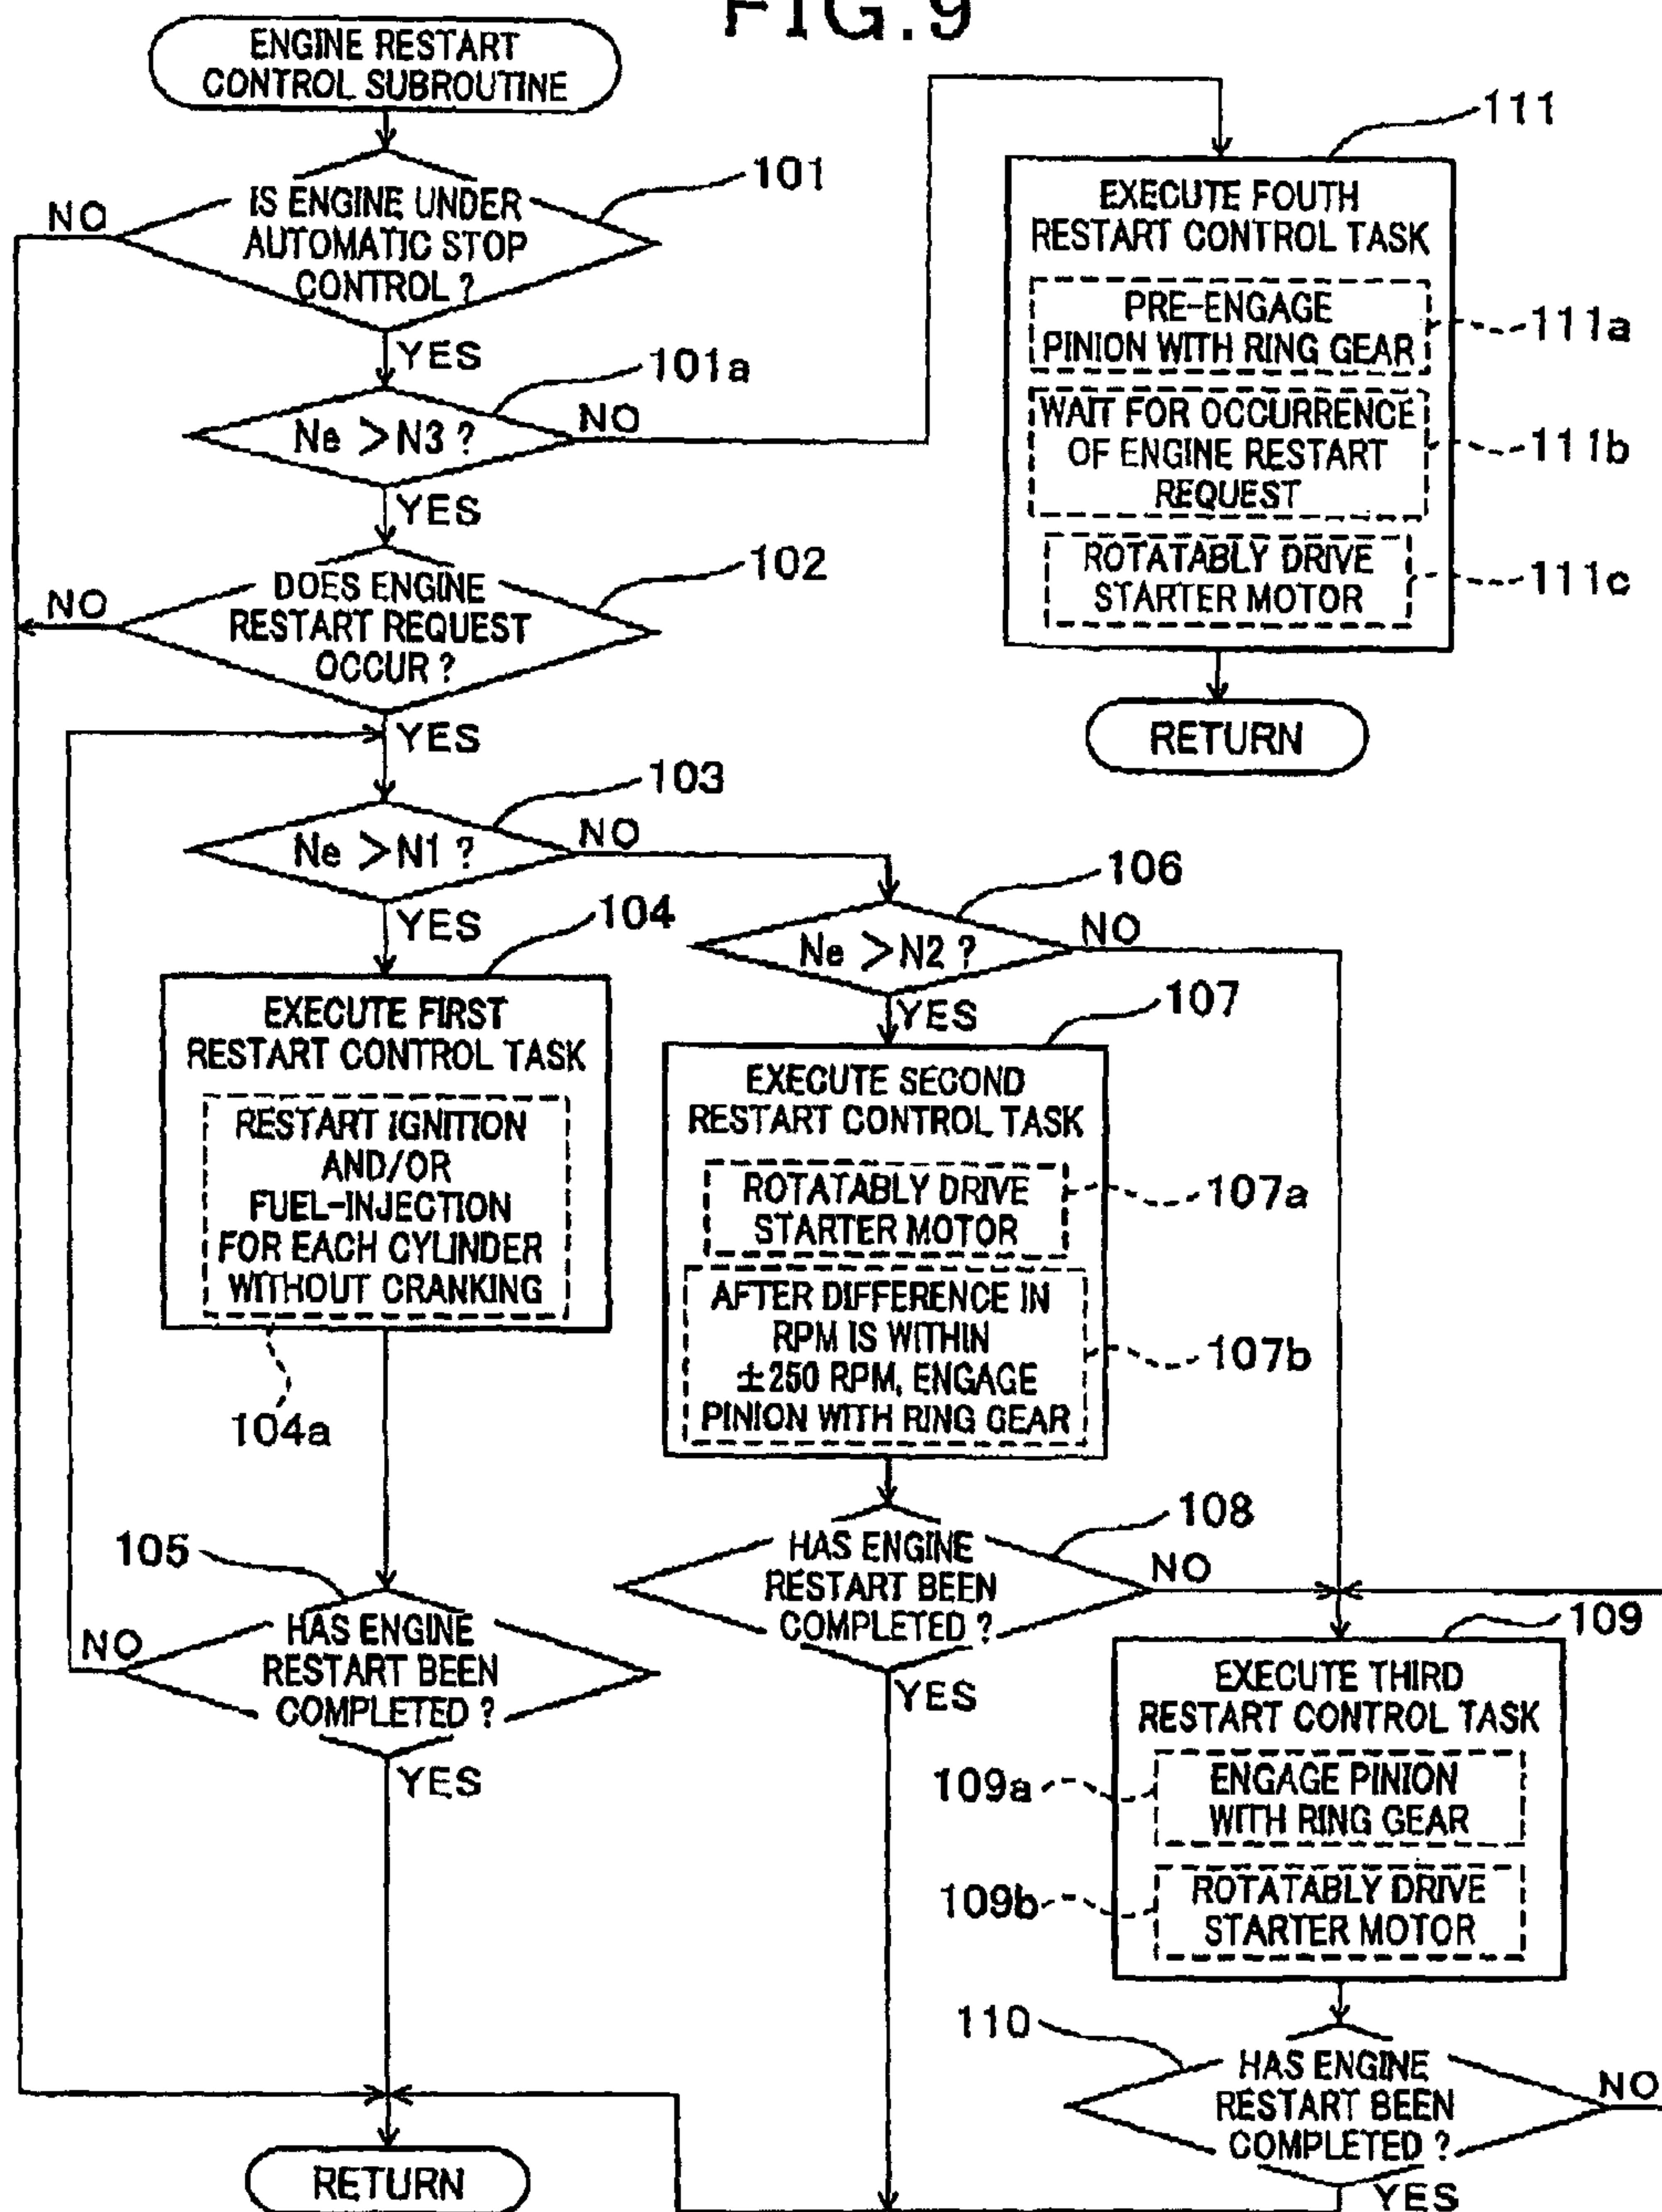 FIG.9
ENGINE RESTART
CONTROL SUBROUTINE
101
IS ENGINE UNDER
AUTOMATIC STOP
CONTROL ?
NO
YES
101a
Ne >N3 ?
NO
YES
102
DOES ENGINE
RESTART REQUEST
OCCUR ?
NO
YES
103
Ne >N1 ?
NO
YES
104
EXECUTE FIRST
RESTART CONTROL TASK
RESTART IGNITION
AND/OR
FUEL-INJECTION
FOR EACH CYLINDER
WITHOUT CRANKING
104a
105
HAS ENGINE
RESTART BEEN
COMPLETED ?
NO
YES
RETURN
106
Ne >N2 ?
NO
YES
107
EXECUTE SECOND
RESTART CONTROL TASK
ROTATABLY DRIVE
STARTER MOTOR
107a
AFTER DIFFERENCE IN
RPM IS WITHIN
±250 RPM, ENGAGE
PINION WITH RING GEAR
107b
108
HAS ENGINE
RESTART BEEN
COMPLETED ?
NO
YES
109
EXECUTE THIRD
RESTART CONTROL TASK
109a
ENGAGE PINION
WITH RING GEAR
109b
ROTATABLY DRIVE
STARTER MOTOR
110
HAS ENGINE
RESTART BEEN
COMPLETED ?
NO
YES
111
EXECUTE FOUTH
RESTART CONTROL TASK
PRE-ENGAGE
PINION WITH RING GEAR
111a
WAIT FOR OCCURRENCE
OF ENGINE RESTART
REQUEST
111b
ROTATABLY DRIVE
STARTER MOTOR
111c
RETURN